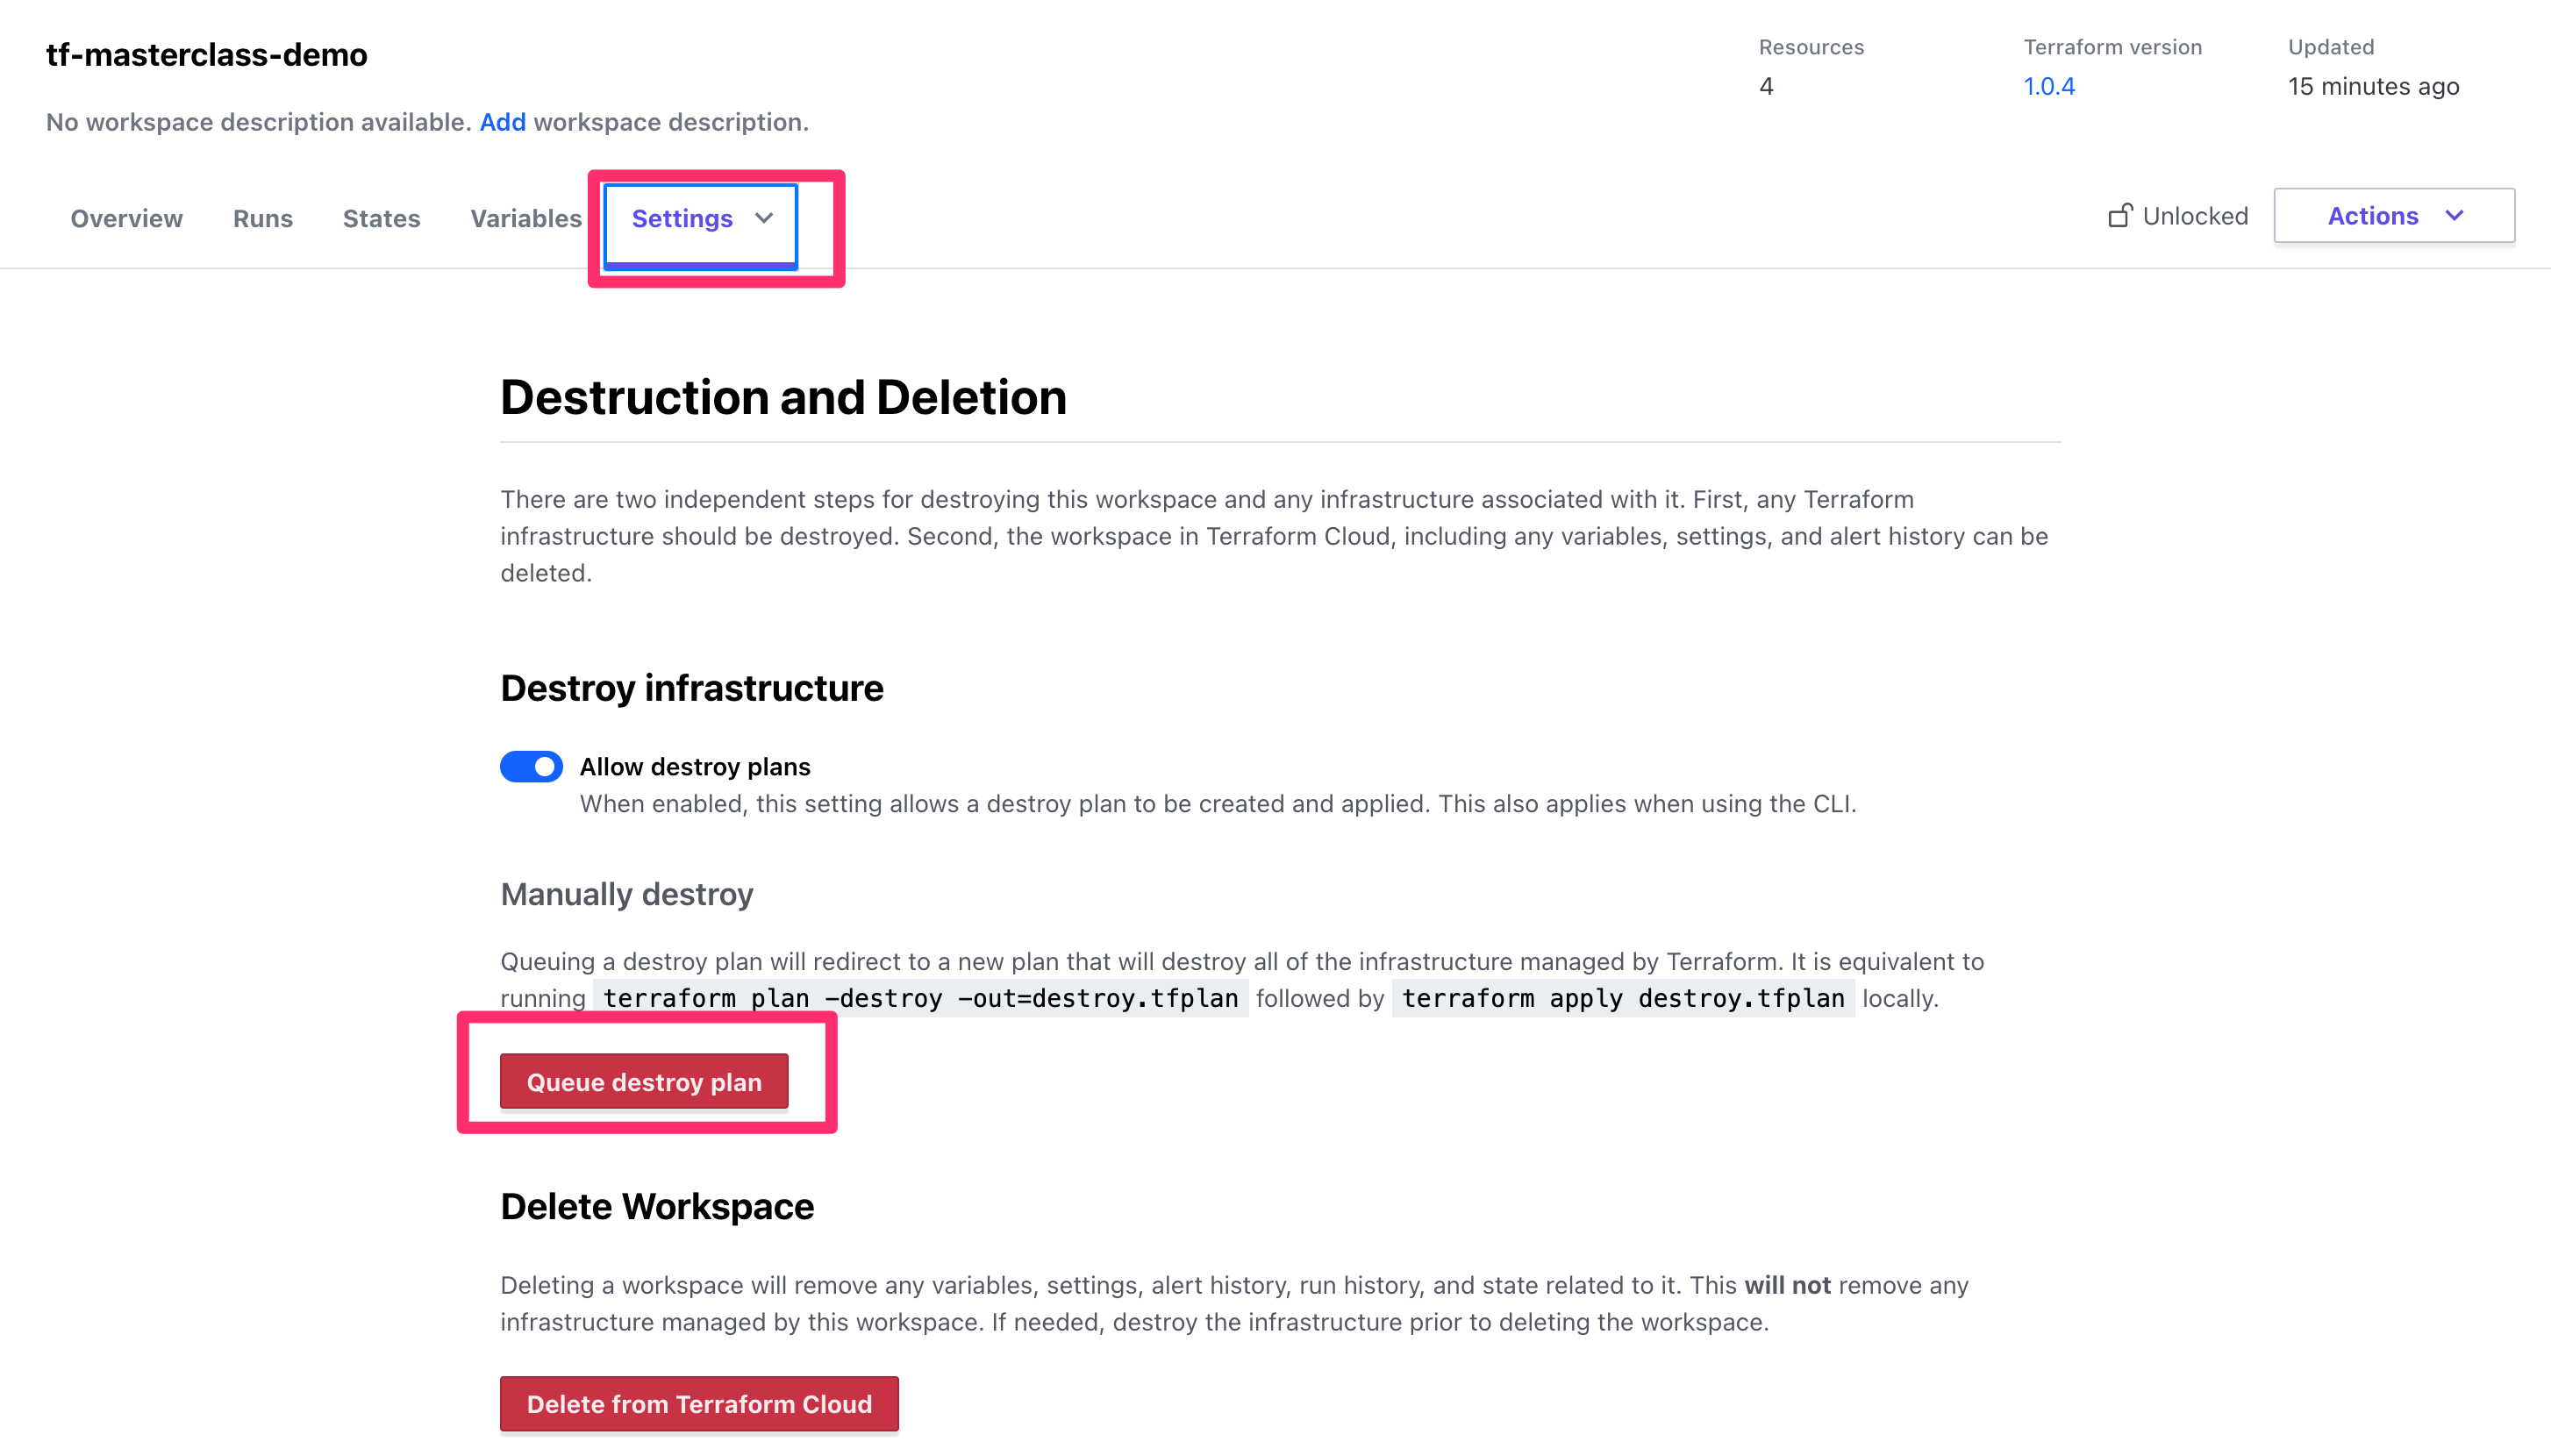 tf-masterclass-demo
Resources
4
Terraform version
1.0.4
Updated
15 minutes ago
No workspace description available. Add workspace description.
Overview Runs States Variables Settings
Unlocked Actions
Destruction and Deletion
There are two independent steps for destroying this workspace and any infrastructure associated with it. First, any Terraform
infrastructure should be destroyed. Second, the workspace in Terraform Cloud, including any variables, settings, and alert history can be
deleted.
Destroy infrastructure
Allow destroy plans
When enabled, this setting allows a destroy plan to be created and applied. This also applies when using the CLI.
Manually destroy
Queuing a destroy plan will redirect to a new plan that will destroy all of the infrastructure managed by Terraform. It is equivalent to
running terraform plan -destroy -out=destroy.tfplan followed by terraform apply destroy.tfplan locally.
Queue destroy plan
Delete Workspace
Deleting a workspace will remove any variables, settings, alert history, run history, and state related to it. This will not remove any
infrastructure managed by this workspace. If needed, destroy the infrastructure prior to deleting the workspace.
Delete from Terraform Cloud